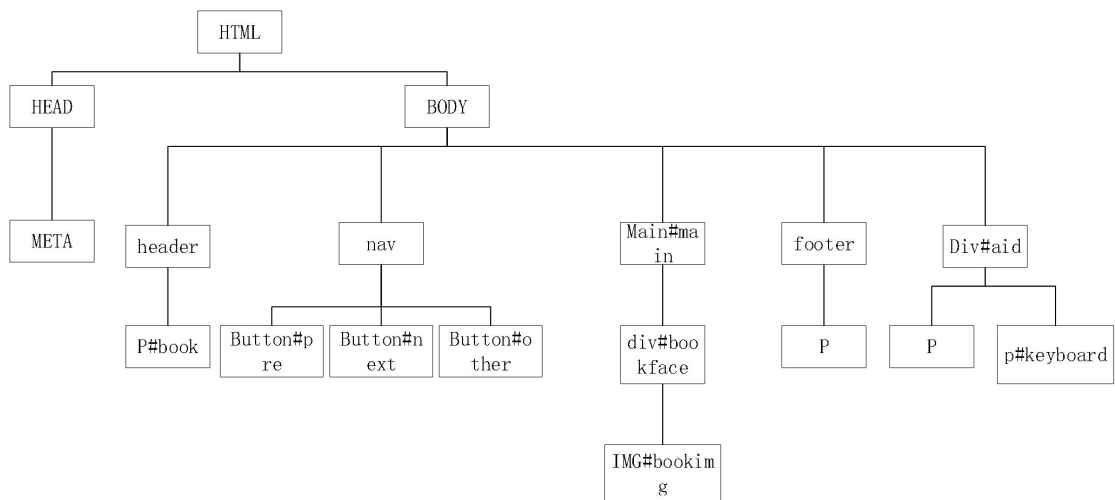 HTML
HEAD
BODY
META
header
nav
Main#ma
in
footer
Div#aid
P#book
Button#p
re
Button#n
ext
Button#o
ther
div#boo
kface
P
P
p#keyboard
IMG#bookim
g